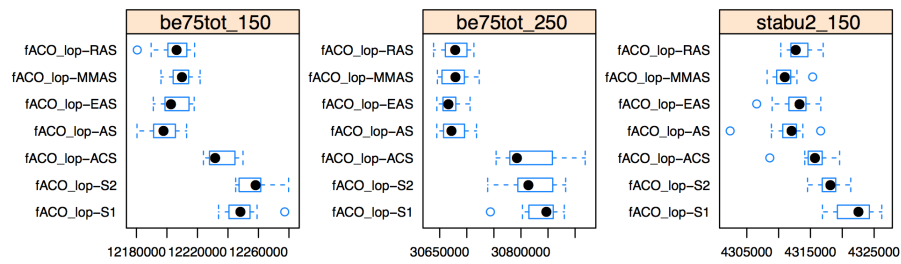 be75tot_150
fACO_lop-RAS
fACO_lop-MMAS
fACO_lop-EAS
fACO_lop-AS
fACO_lop-ACS
fACO_lop-S2
fACO_lop-S1
12180000 12220000 12260000
be75tot_250
fACO_lop-RAS
fACO_lop-MMAS
fACO_lop-EAS
fACO_lop-AS
fACO_lop-ACS
fACO_lop-S2
fACO_lop-S1
30650000 30800000
stabu2_150
fACO_lop-RAS
fACO_lop-MMAS
fACO_lop-EAS
fACO_lop-AS
fACO_lop-ACS
fACO_lop-S2
fACO_lop-S1
4305000 4315000 4325000